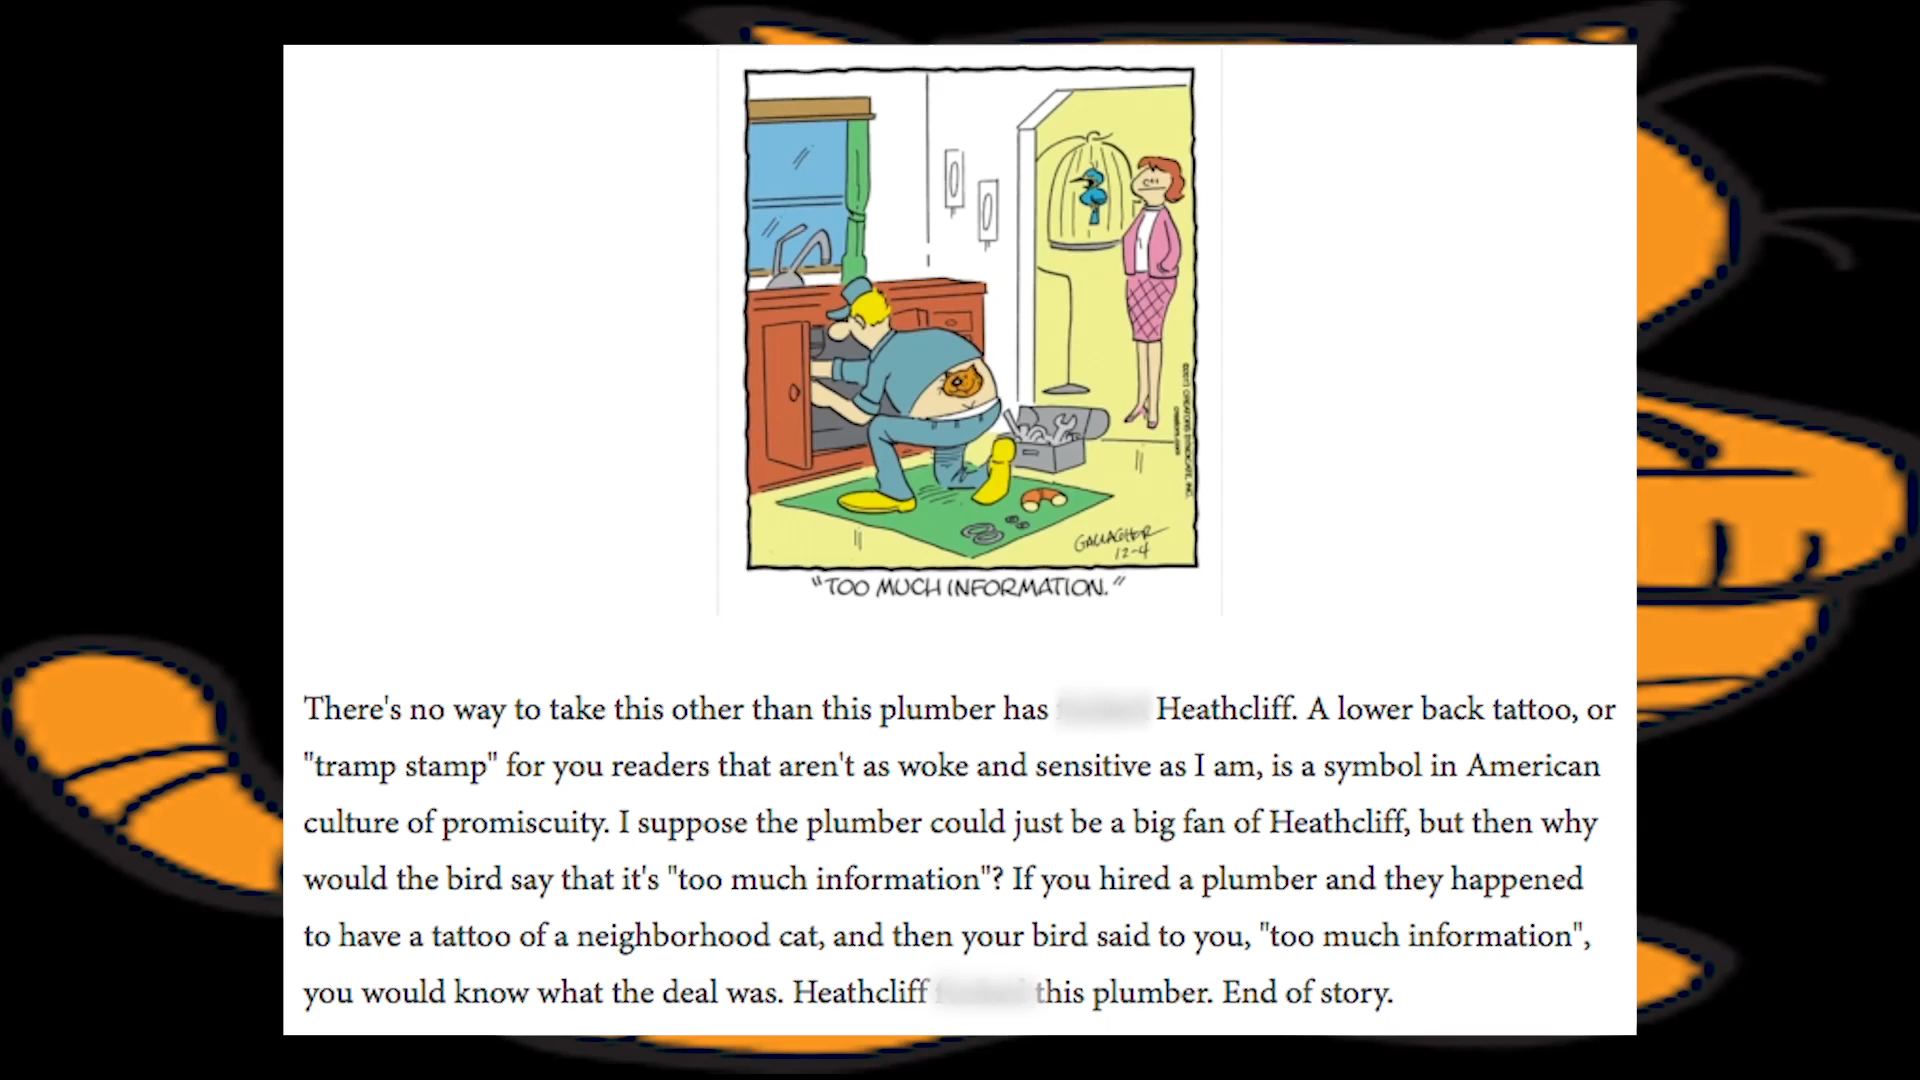 GALLAGHER
12-4
"TOO MUCH INFORMATION."
There's no way to take this other than this plumber has Heathcliff. A lower back tattoo, or
"tramp stamp" for you readers that aren't as woke and sensitive as I am, is a symbol in American
culture of promiscuity. I suppose the plumber could just be a big fan of Heathcliff, but then why
would the bird say that it's "too much information"? If you hired a plumber and they happened
to have a tattoo of a neighborhood cat, and then your bird said to you, "too much information",
you would know what the deal was. Heathcliff this plumber. End of story.